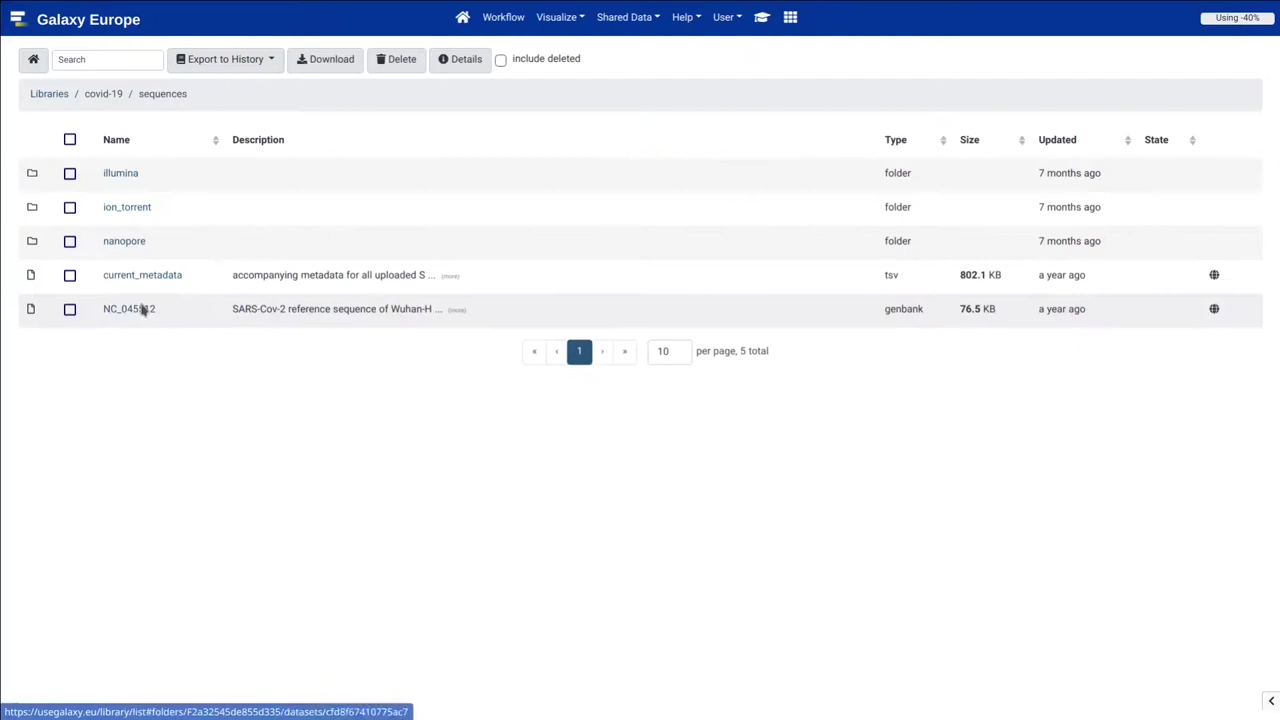 Galaxy Europe
Workflow Visualize Shared Data Help User Using -40%
Search Export to History Download Delete Details include deleted
Libraries / covid-19 / sequences
Name Description Type Size Updated State
illumina folder 7 months ago
ion_torrent folder 7 months ago
nanopore folder 7 months ago
current_metadata accompanying metadata for all uploaded S ... (more) tsv 802.1 KB a year ago
SARS-Cov-2 reference sequence of Wuhan-H ... (more) genbank 76.5 KB a year ago
« ‹ 1 › » 10 per page, 5 total
https://usegalaxy.eu/library/list#folders/F2a32545de855d335/datasets/cfd8f67410775ac7